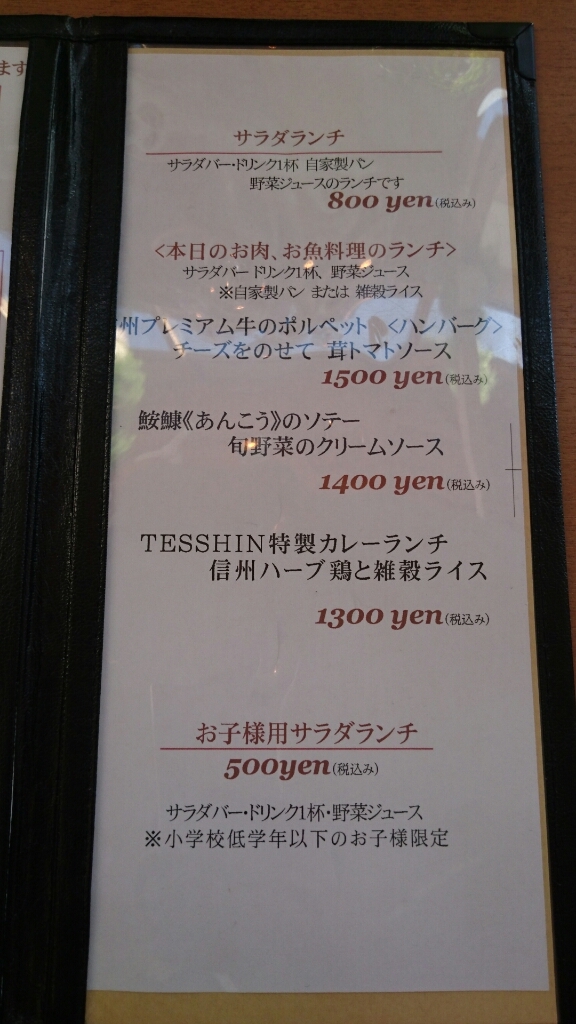 ます
サラダランチ
サラダバー・ドリンク1杯 自家製パン
野菜ジュースのランチです
800 yen(税込み)
<本日のお肉、お魚料理のランチ>
サラダバー ドリンク1杯、野菜ジュース
※自家製パン または 雑穀ライス
州プレミアム牛のポルペット <ハンバーグ>
チーズをのせて 茸トマトソース
1500 yen(税込み)
鮟鱇《あんこう》のソテー
旬野菜のクリームソース
1400 yen(税込み)
TESSHIN特製カレーランチ
信州ハーブ鶏と雑穀ライス
1300 yen(税込み)
お子様用サラダランチ
500yen(税込み)
サラダバー・ドリンク1杯・野菜ジュース
※小学校低学年以下のお子様限定